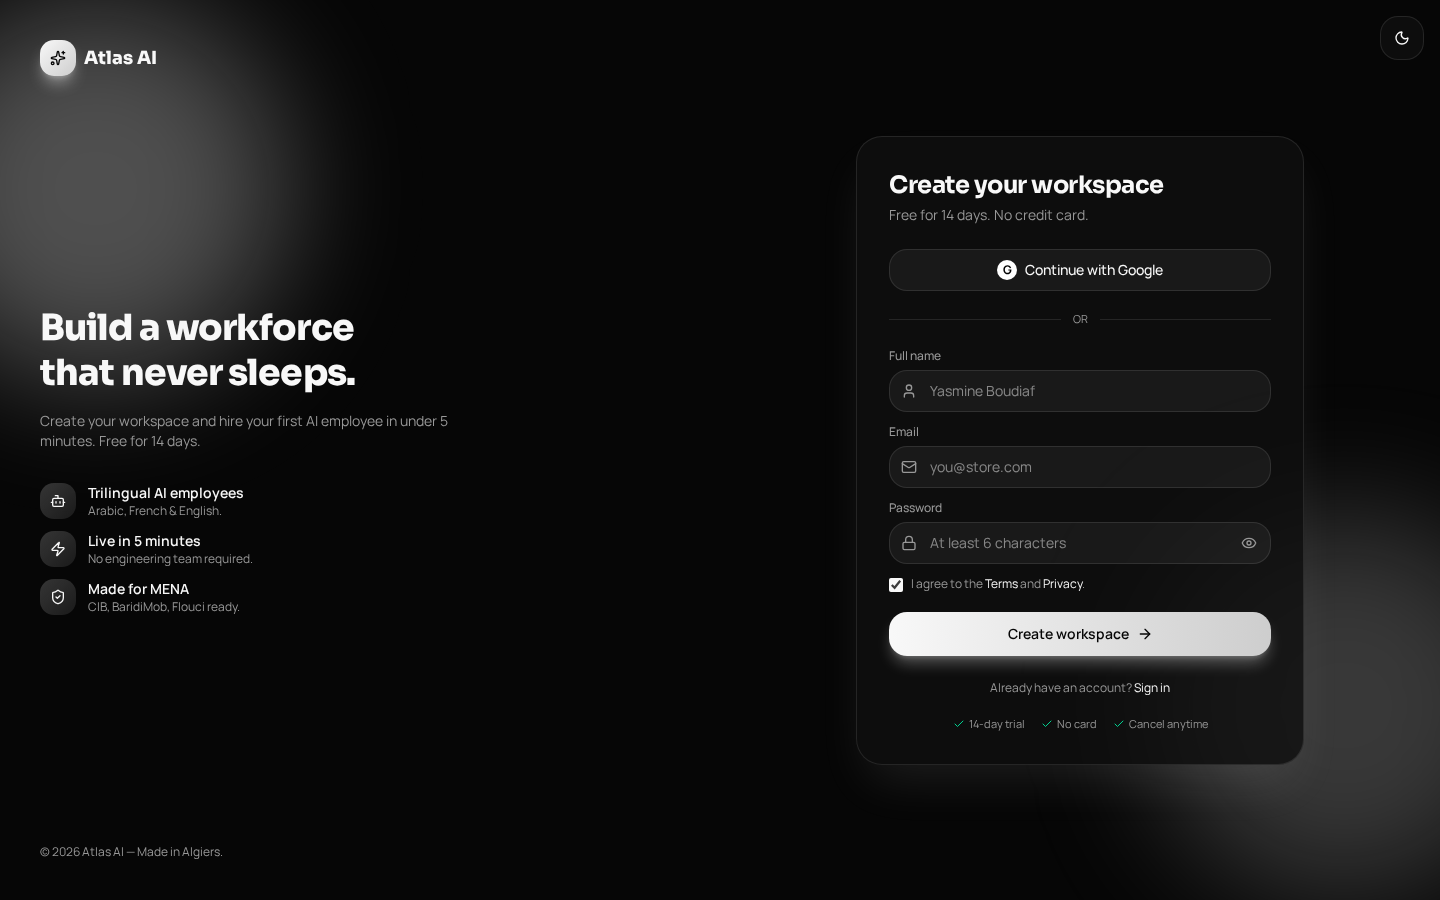 Atlas AI
Build a workforce
that never sleeps.
Create your workspace and hire your first AI employee in under 5
minutes. Free for 14 days.
Trilingual AI employees
Arabic, French & English.
Live in 5 minutes
No engineering team required.
Made for MENA
CIB, BaridiMob, Flouci ready.
© 2026 Atlas AI — Made in Algiers.
Create your workspace
Free for 14 days. No credit card.
G Continue with Google
OR
Full name
Yasmine Boudiaf
Email
you@store.com
Password
At least 6 characters
I agree to the Terms and Privacy.
Create workspace
Already have an account? Sign in
14-day trial No card Cancel anytime